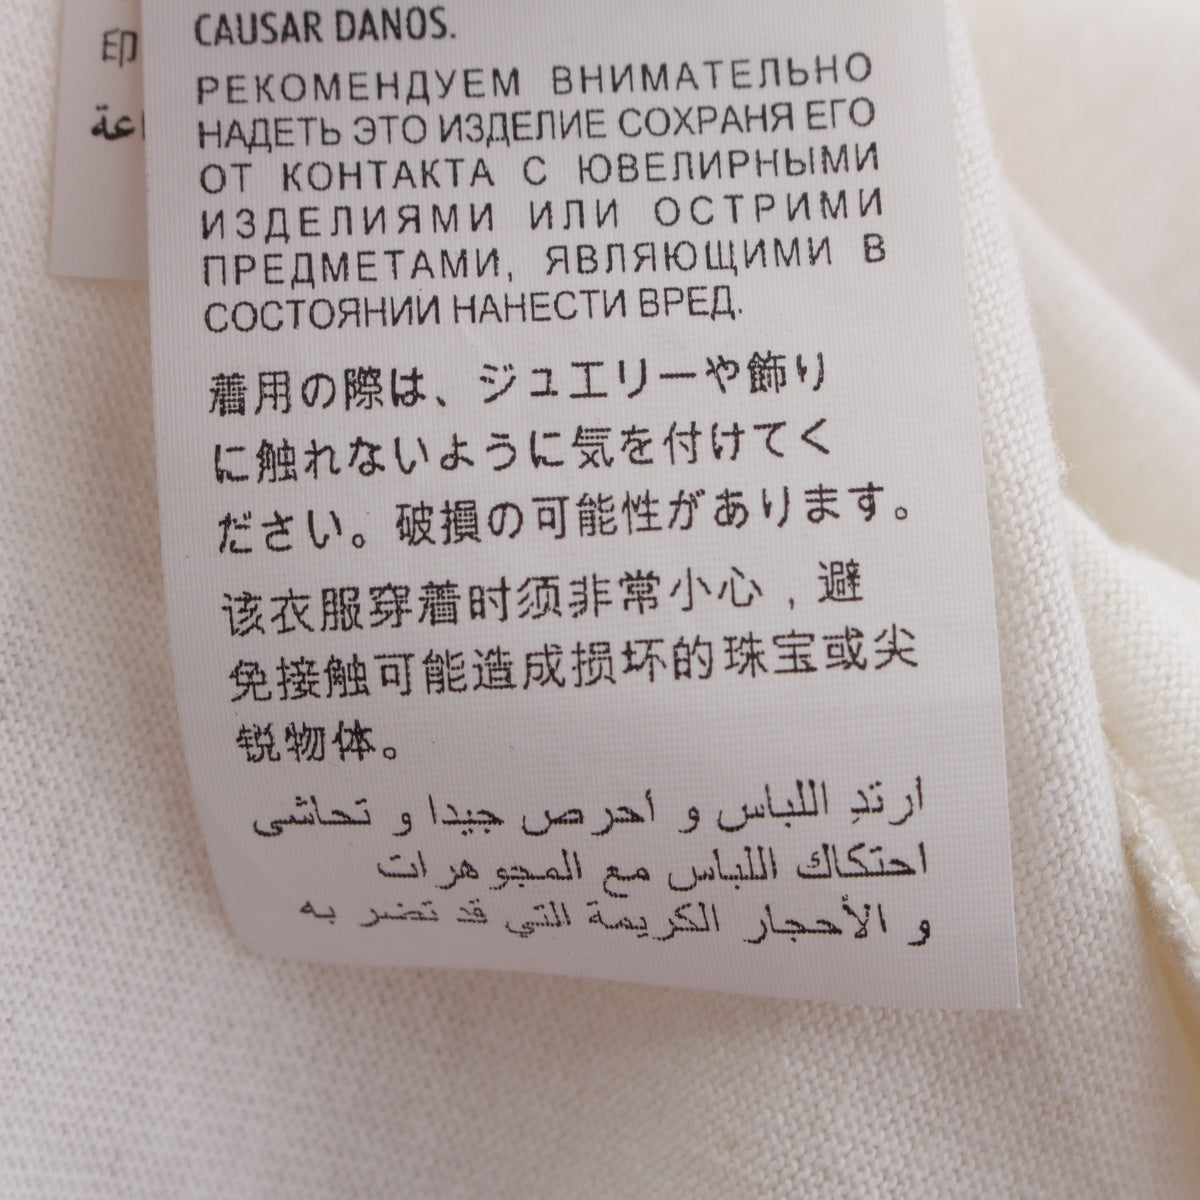 印
CAUSAR DANOS.
РЕКОМЕНДУЕМ ВНИМАТЕЛЬНО
НАДЕТЬ ЭТО ИЗДЕЛИЕ СОХРАНЯ ЕГО
ОТ КОНТАКТА С ЮВЕЛИРНЫМИ
ИЗДЕЛИЯМИ ИЛИ ОСТРИМИ
ПРЕДМЕТАМИ, ЯВЛЯЮЩИМИ В
СОСТОЯНИИ НАНЕСТИ ВРЕД.
着用の際は、ジュエリーや飾り
に触れないように気を付けてく
ださい。破損の可能性があります。
该衣服穿着时须非常小心，避
免接触可能造成损坏的珠宝或尖
锐物体。
ارتدِ اللباس و أحرص جيدا و تحاشى
احتكاك اللباس مع المجوهرات
و الأحجار الكريمة التي قد تضر به